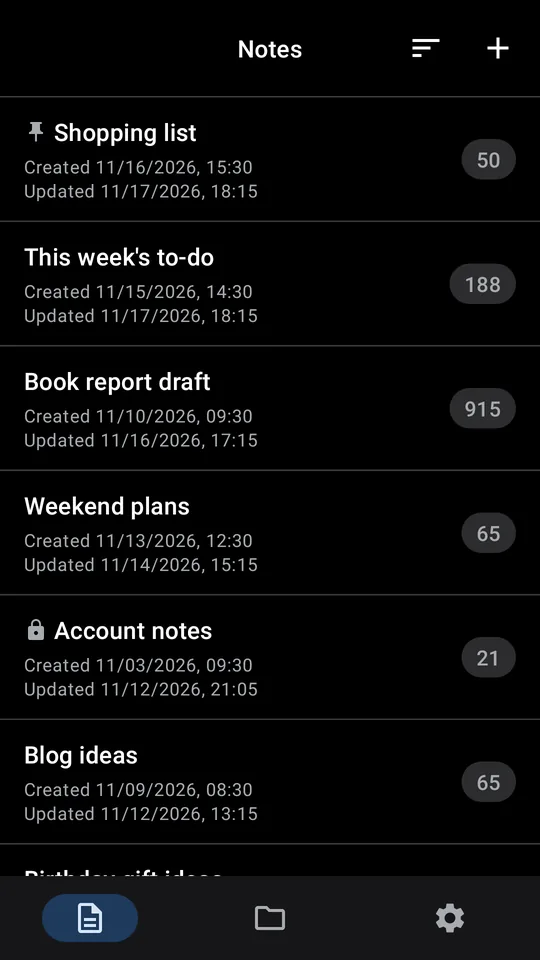 Notes
Shopping list
Created 11/16/2026, 15:30
Updated 11/17/2026, 18:15
50
This week's to-do
Created 11/15/2026, 14:30
Updated 11/17/2026, 18:15
188
Book report draft
Created 11/10/2026, 09:30
Updated 11/16/2026, 17:15
915
Weekend plans
Created 11/13/2026, 12:30
Updated 11/14/2026, 15:15
65
Account notes
Created 11/03/2026, 09:30
Updated 11/12/2026, 21:05
21
Blog ideas
Created 11/09/2026, 08:30
Updated 11/12/2026, 13:15
65
Birthday gift ideas